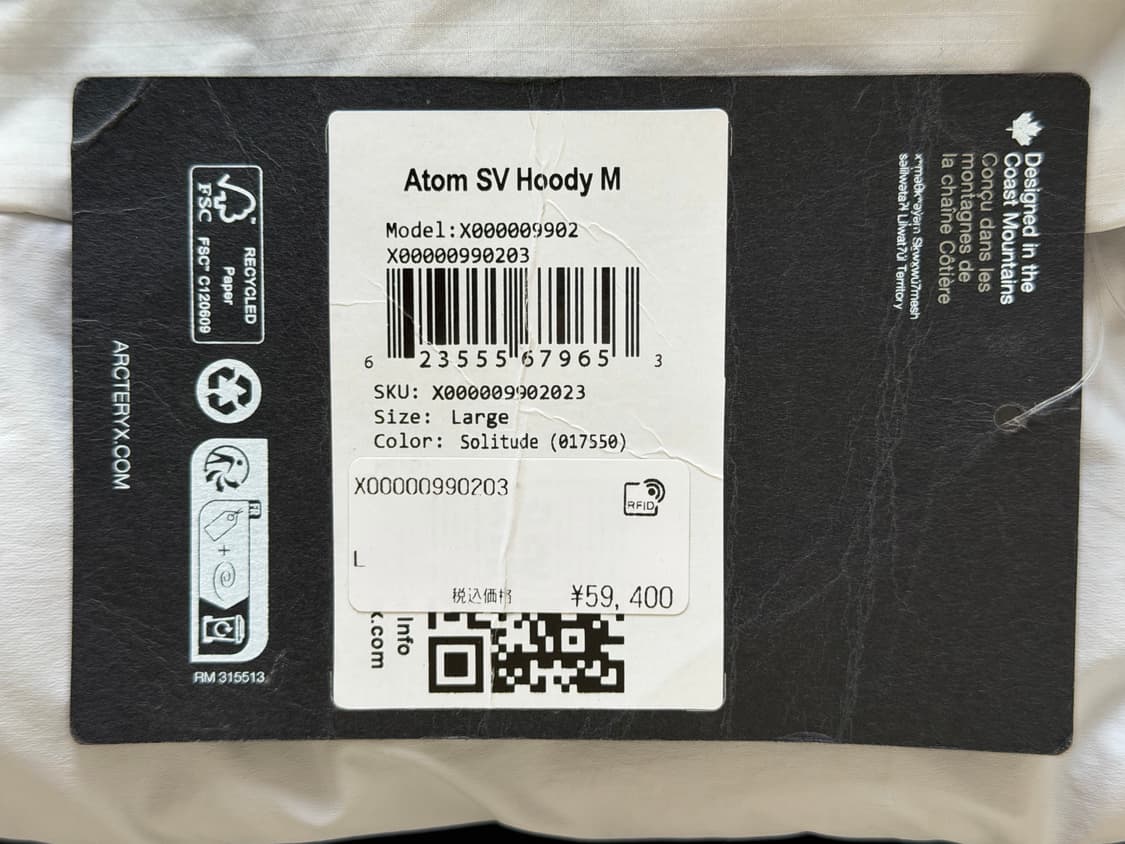 Atom SV Hoody M
Model:X000009902
X00000990203
6 23555 67965 3
SKU: X000009902023
Size: Large
Color: Solitude (017550)
X00000990203
RFID
L
税込価格
¥59,400
Info
x.com
FSC
RECYCLED
Paper
FSC™ C120609
RM 315513
ARCTERYX.COM
Designed in the
Coast Mountains
Conçu dans les
montagnes de
la chaîne Côtière
Territory